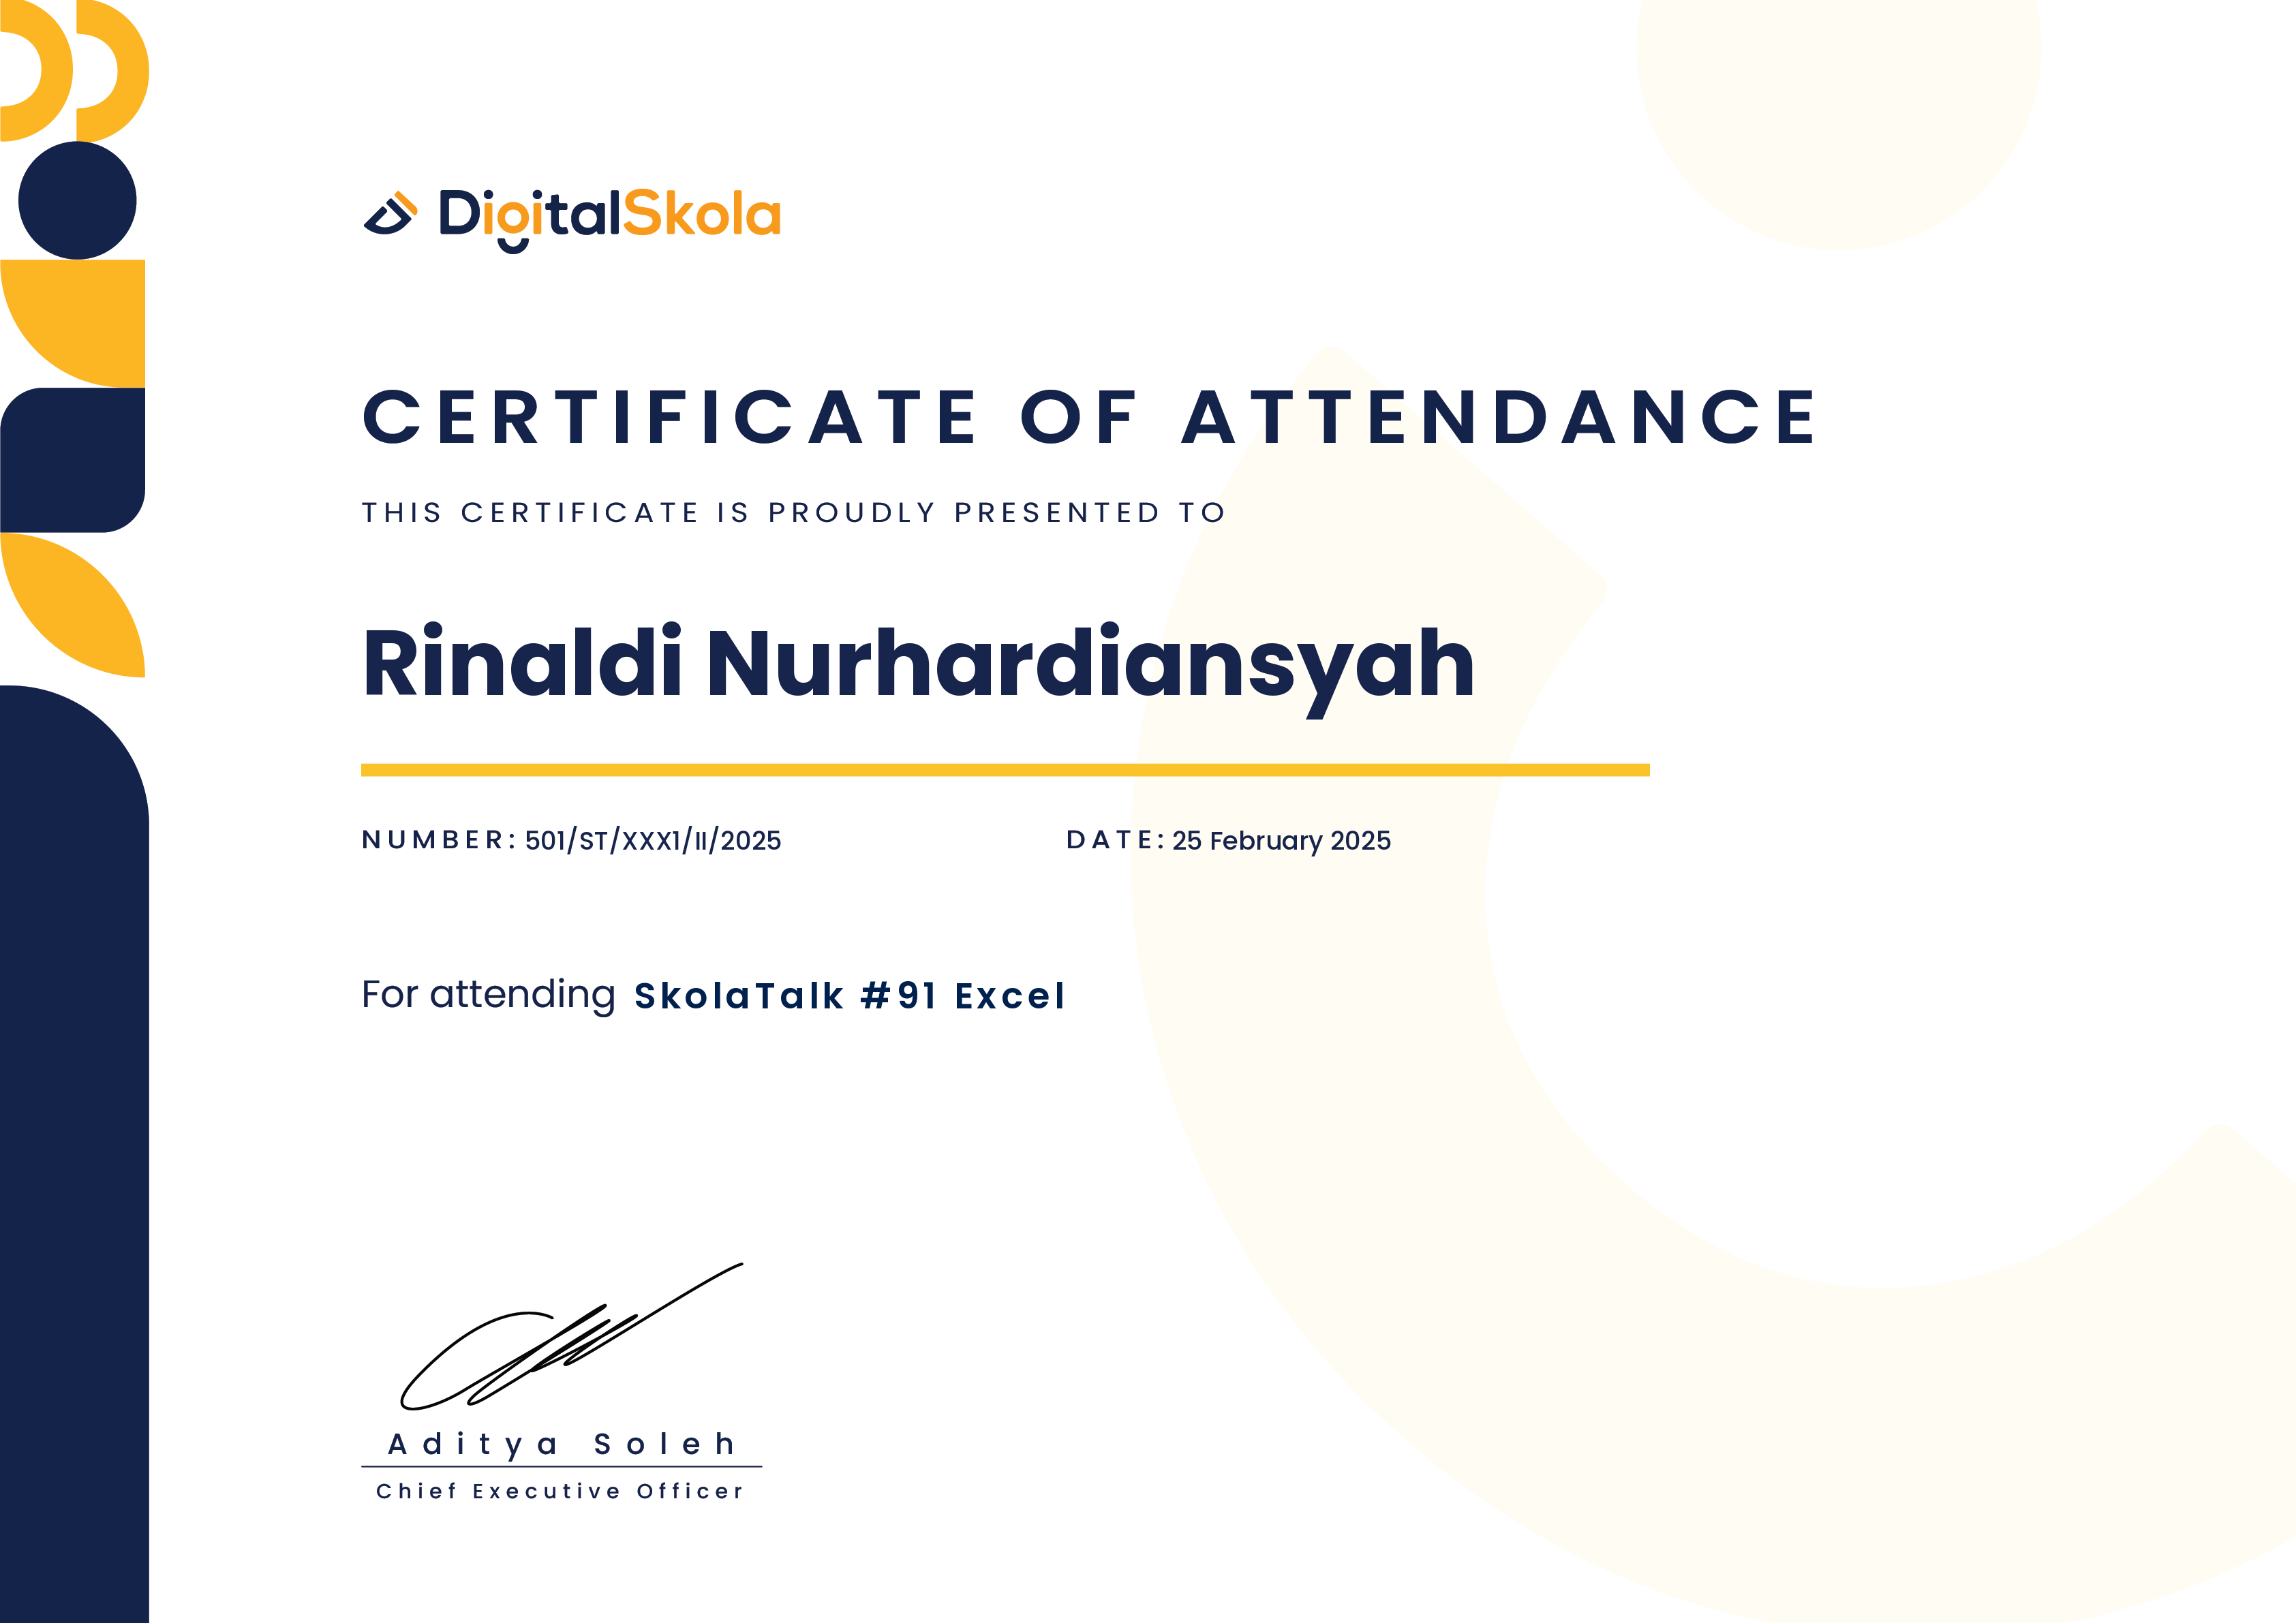 DigitalSkola
CERTIFICATE OF ATTENDANCE
THIS CERTIFICATE IS PROUDLY PRESENTED TO
Rinaldi Nurhardiansyah
NUMBER: 501/ST/XXX1/II/2025 DATE: 25 February 2025
For attending SkolaTalk #91 Excel
Aditya Soleh
Chief Executive Officer